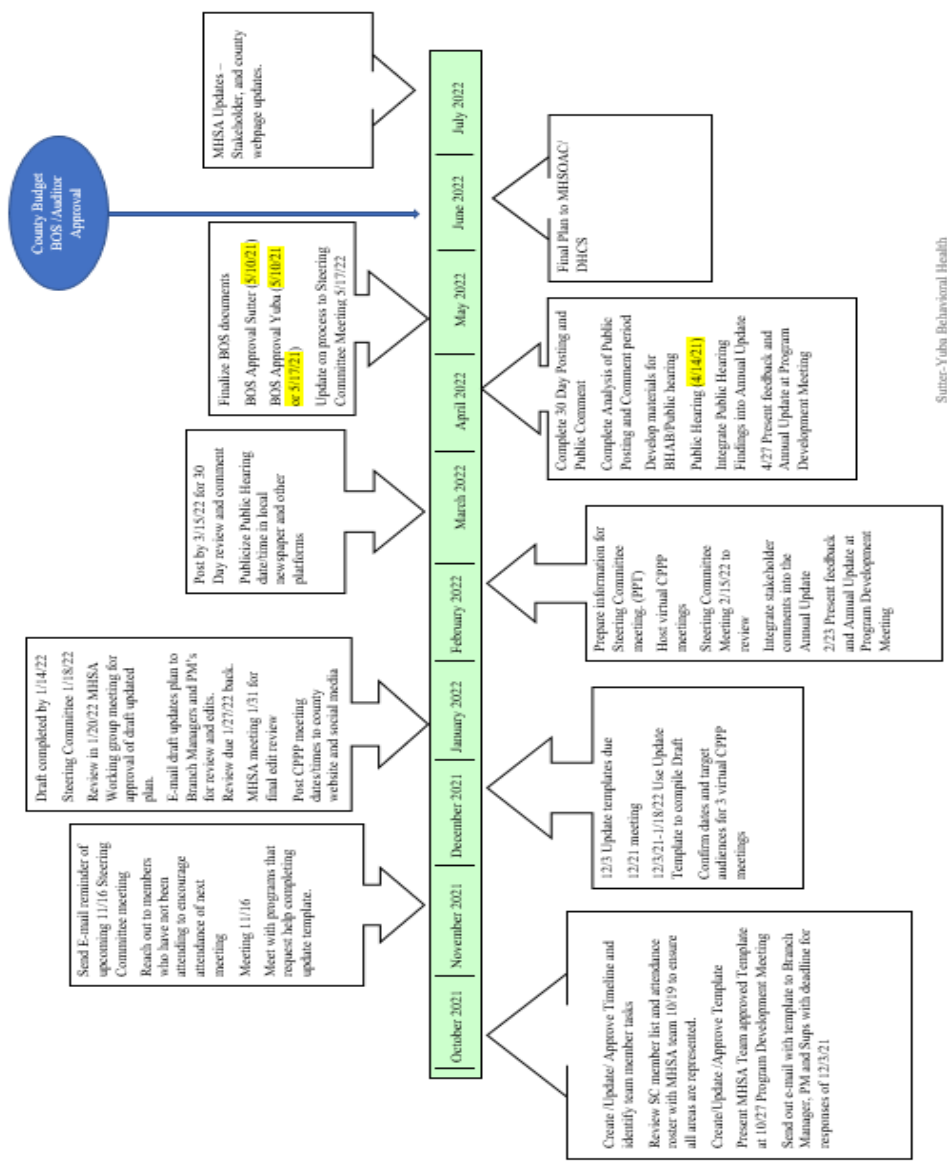 County Budget
BOS /Auditor
Approval
Send E-mail reminder of
upcoming 11/16 Steering
Committee meeting
Reach out to members
who have not been
attending to encourage
attendance of next
meeting
Meeting 11/16
Meet with programs that
request help completing
update template.
Draft completed by 1/14/22
Steering Committee 1/18/22
Review in 1/20/22 MHSA
Working group meeting for
approval of draft updated
plan.
E-mail draft updates plan to
Branch Managers and PM's
for review and edits.
Review due 1/27/22 back.
MHSA meeting 1/31 for
final edit review
Post CPPP meeting
dates/times to county
website and social media
Post by 3/15/22 for 30
Day review and comment
Publicize Public Hearing
date/time in local
newspaper and other
platforms
Finalize BOS documents
BOS Approval Sutter (5/10/21)
BOS Approval Yuba (5/10/21
or 5/17/21)
Update on process to Steering
Committee Meeting 5/17/22
MHSA Updates –
Stakeholder, and county
webpage updates.
October 2021
November 2021
December 2021
January 2022
February 2022
March 2022
April 2022
May 2022
June 2022
July 2022
Create /Update/ Approve Timeline and
identify team member tasks
Review SC member list and attendance
roster with MHSA team 10/19 to ensure
all areas are represented.
Create/Update /Approve Template
Present MHSA Team approved Template
at 10/27 Program Development Meeting
Send out e-mail with template to Branch
Manager, PM and Sups with deadline for
responses of 12/3/21
12/3 Update templates due
12/21 meeting
12/3/21-1/18/22 Use Update
Template to compile Draft
Confirm dates and target
audiences for 3 virtual CPPP
meetings
Prepare information for
Steering Committee
meeting. (PPT)
Host virtual CPPP
meetings
Steering Committee
Meeting 2/15/22 to
review
Integrate stakeholder
comments into the
Annual Update
2/23 Present feedback
and Annual Update at
Program Development
Meeting
Complete 30 Day Posting and
Public Comment
Complete Analysis of Public
Posting and Comment period
Develop materials for
BHAB/Public hearing
Public Hearing (4/14/21)
Integrate Public Hearing
Findings into Annual Update
4/27 Present feedback and
Annual Update at Program
Development Meeting
Final Plan to MHSOAC/
DHCS
Sutter-Yuba Behavioral Health